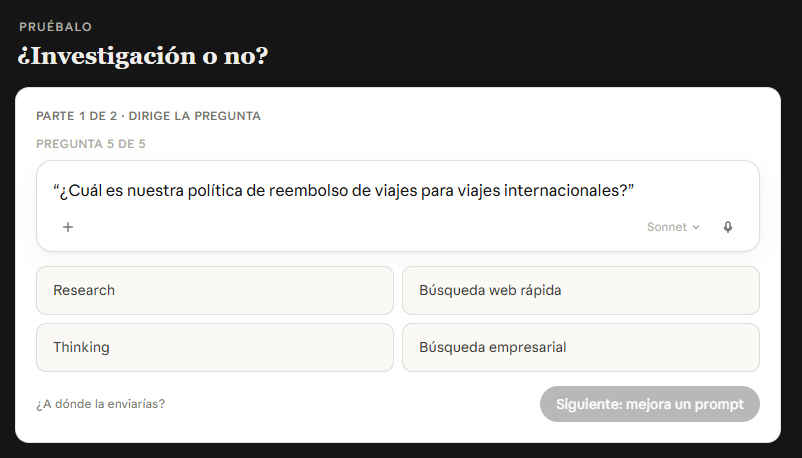 PRUÉBALO
¿Investigación o no?
PARTE 1 DE 2 · DIRIGE LA PREGUNTA
PREGUNTA 5 DE 5
“¿Cuál es nuestra política de reembolso de viajes para viajes internacionales?”
Sonnet
Research
Búsqueda web rápida
Thinking
Búsqueda empresarial
¿A dónde la enviarías?
Siguiente: mejora un prompt